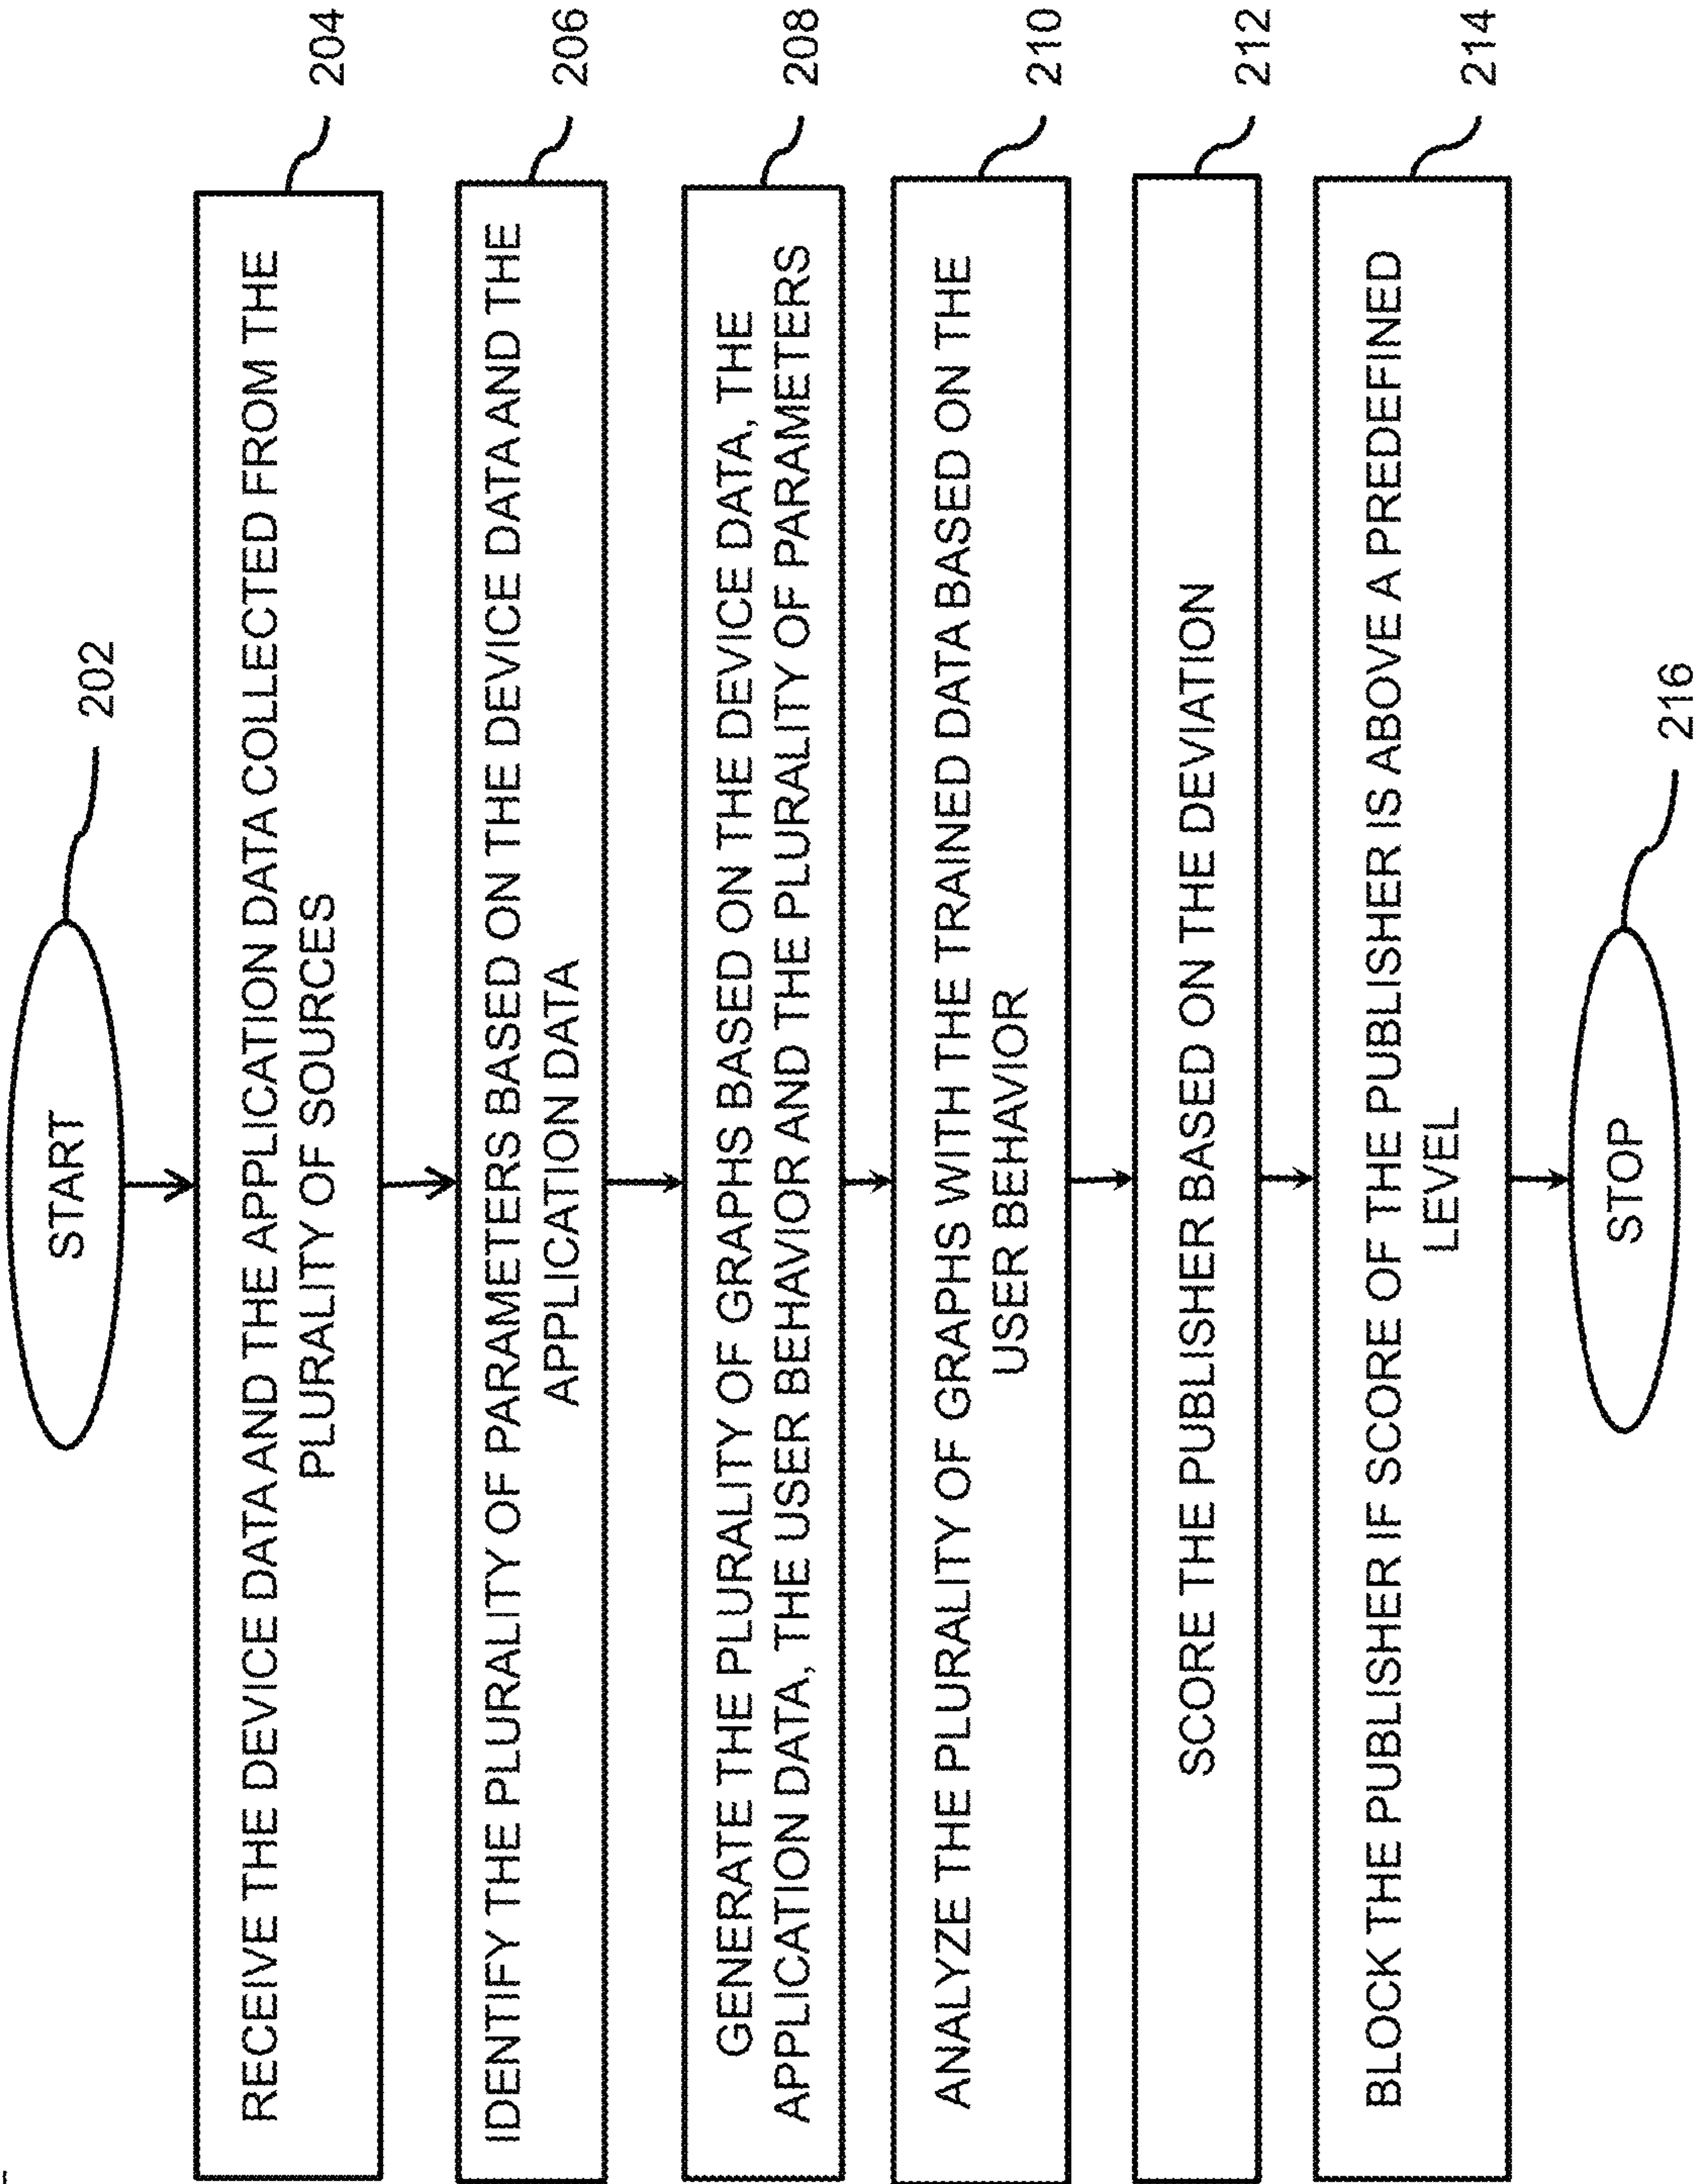 START
202
RECEIVE THE DEVICE DATA AND THE APPLICATION DATA COLLECTED FROM THE
PLURALITY OF SOURCES
204
IDENTIFY THE PLURALITY OF PARAMETERS BASED ON THE DEVICE DATA AND THE
APPLICATION DATA
206
GENERATE THE PLURALITY OF GRAPHS BASED ON THE DEVICE DATA, THE
APPLICATION DATA, THE USER BEHAVIOR AND THE PLURALITY OF PARAMETERS
208
ANALYZE THE PLURALITY OF GRAPHS WITH THE TRAINED DATA BASED ON THE
USER BEHAVIOR
210
SCORE THE PUBLISHER BASED ON THE DEVIATION
212
BLOCK THE PUBLISHER IF SCORE OF THE PUBLISHER IS ABOVE A PREDEFINED
LEVEL
214
STOP
216